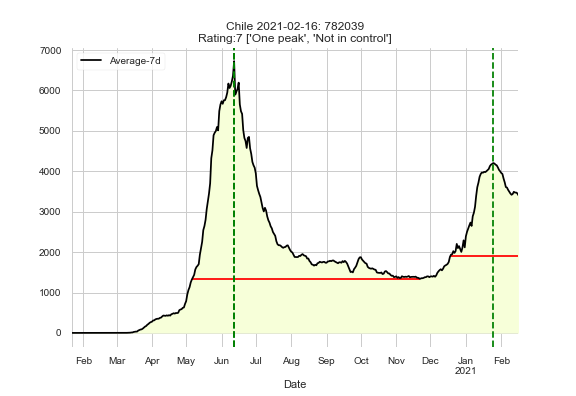 Chile 2021-02-16: 782039
Rating:7 ['One peak', 'Not in control']
Average-7d
7000
6000
5000
4000
3000
2000
1000
0
Feb Mar Apr May Jun Jul Aug Sep Oct Nov Dec Jan Feb
2021
Date